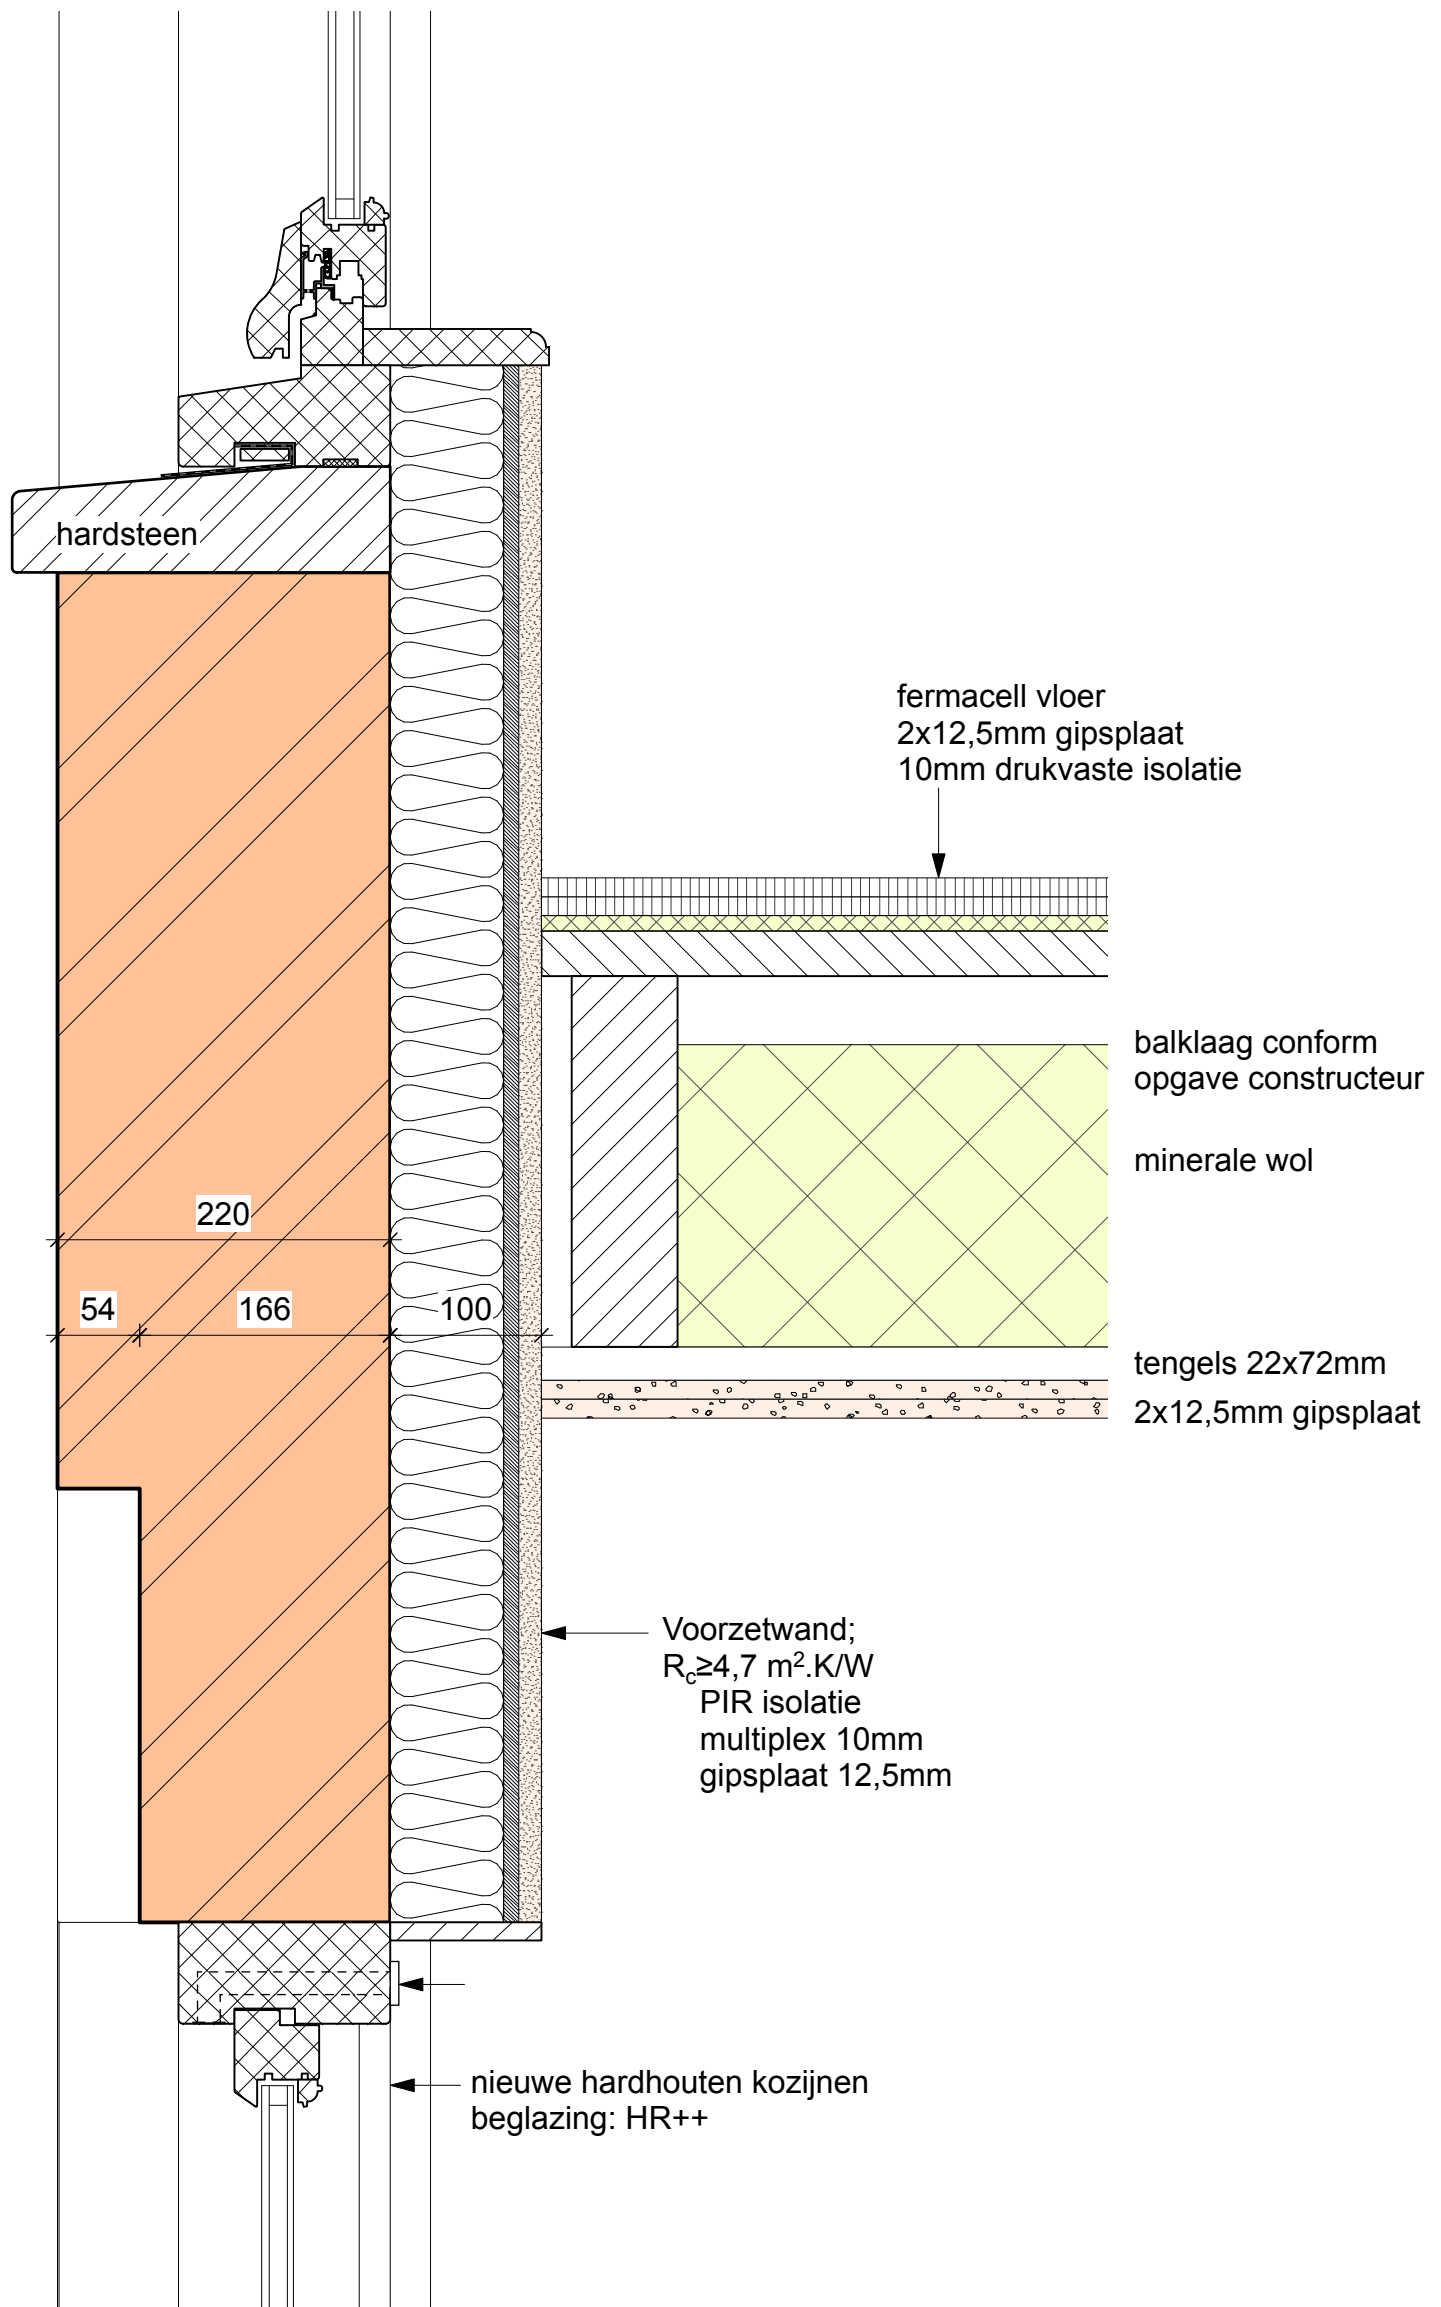 hardsteen
fermacell vloer
2x12,5mm gipsplaat
10mm drukvaste isolatie
balklaag conform
opgave constructeur
minerale wol
220
54
166
100
tengels 22x72mm
2x12,5mm gipsplaat
Voorzetwand;
Rc≥4,7 m².K/W
PIR isolatie
multiplex 10mm
gipsplaat 12,5mm
nieuwe hardhouten kozijnen
beglazing: HR++